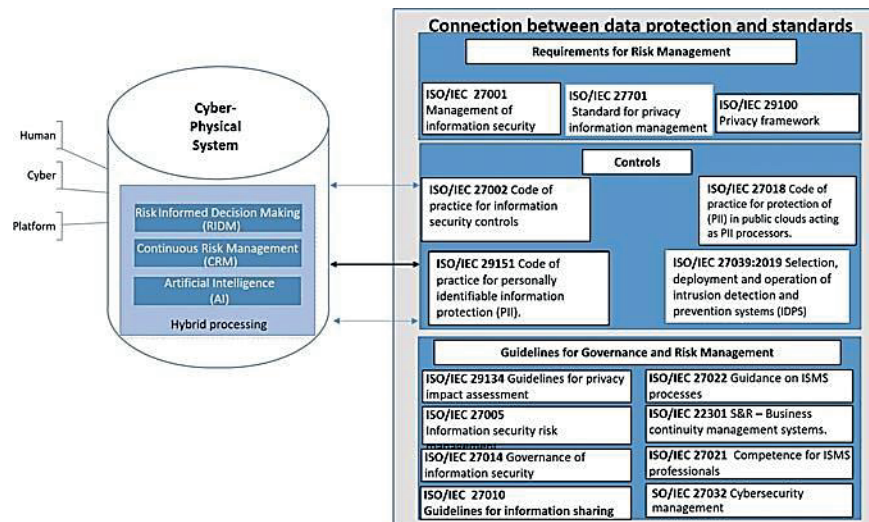 Cyber-
Physical
System
Human
Cyber
Platform
Risk Informed Decision Making
(RIDM)
Continuous Risk Management
(CRM)
Artificial Intelligence
(AI)
Hybrid processing
Connection between data protection and standards
Requirements for Risk Management
ISO/IEC 27001
Management of
information security
ISO/IEC 27701
Standard for privacy
information management
ISO/IEC 29100
Privacy framework
Controls
ISO/IEC 27002 Code of
practice for information
security controls
ISO/IEC 27018 Code of
practice for protection of
(PII) in public clouds acting
as PII processors.
ISO/IEC 29151 Code of
practice for personally
identifiable information
protection (PII).
ISO/IEC 27039:2019 Selection,
deployment and operation of
intrusion detection and
prevention systems (IDPS)
Guidelines for Governance and Risk Management
ISO/IEC 29134 Guidelines for privacy
impact assessment
ISO/IEC 27022 Guidance on ISMS
processes
ISO/IEC 27005
Information security risk
management
ISO/IEC 22301 S&R – Business
continuity management systems.
ISO/IEC 27014 Governance of
information security
ISO/IEC 27021 Competence for ISMS
professionals
ISO/IEC 27010
Guidelines for information sharing
SO/IEC 27032 Cybersecurity
management